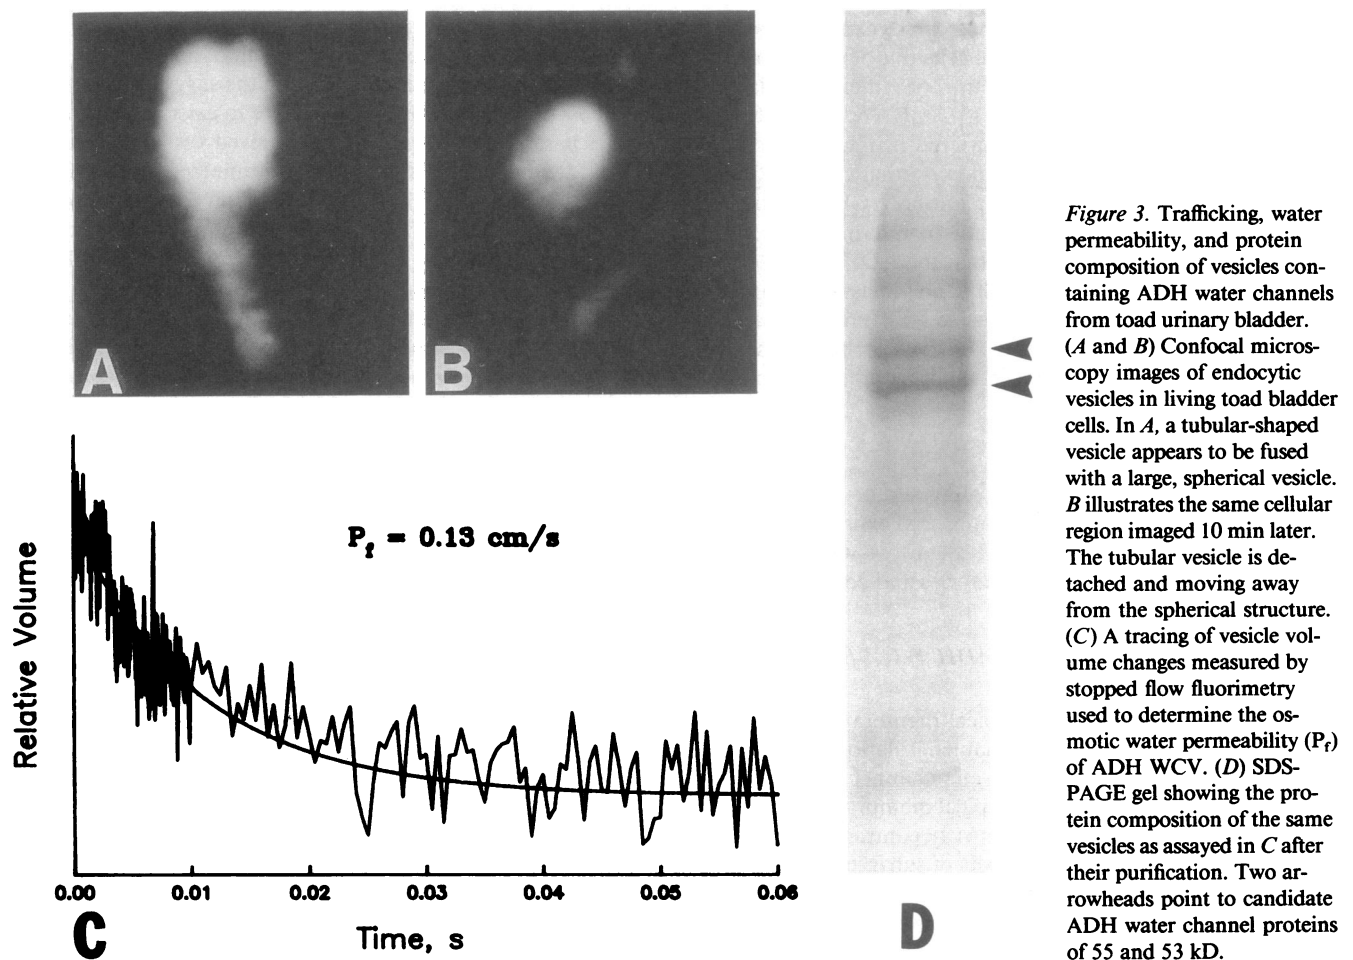 A
B
Figure 3. Trafficking, water
permeability, and protein
composition of vesicles con-
taining ADH water channels
from toad urinary bladder.
(A and B) Confocal micros-
copy images of endocytic
vesicles in living toad bladder
cells. In A, a tubular-shaped
vesicle appears to be fused
with a large, spherical vesicle.
B illustrates the same cellular
region imaged 10 min later.
The tubular vesicle is de-
tached and moving away
from the spherical structure.
(C) A tracing of vesicle vol-
ume changes measured by
stopped flow fluorimetry
used to determine the os-
motic water permeability (Pf)
of ADH WCV. (D) SDS-
PAGE gel showing the pro-
tein composition of the same
vesicles as assayed in C after
their purification. Two ar-
rowheads point to candidate
ADH water channel proteins
of 55 and 53 kD.
Pf = 0.13 cm/s
Relative Volume
0.00 0.01 0.02 0.03 0.04 0.05 0.06
Time, s
C
D